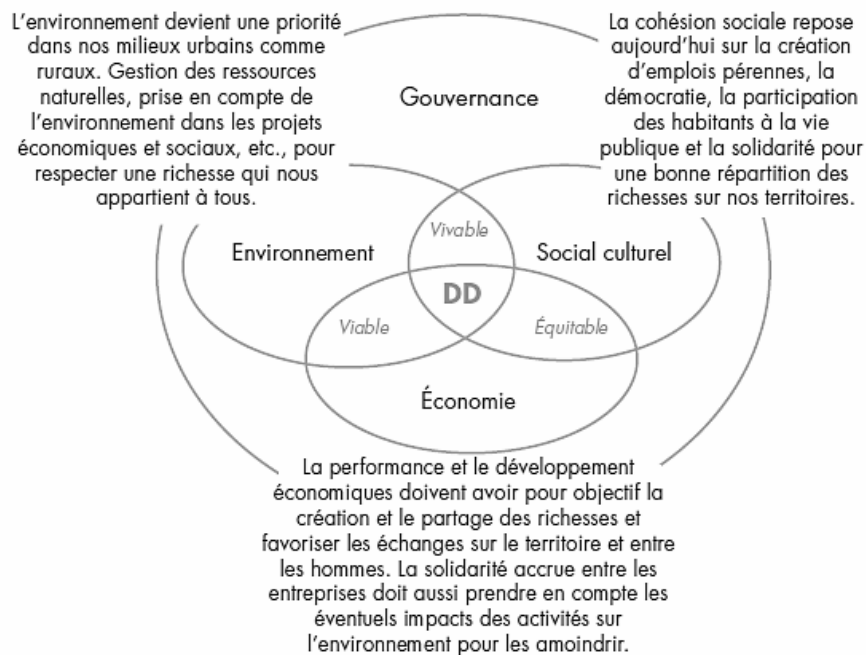 L'environnement devient une priorité
dans nos milieux urbains comme
ruraux. Gestion des ressources
naturelles, prise en compte de
l'environnement dans les projets
économiques et sociaux, etc., pour
respecter une richesse qui nous
appartient à tous.
La cohésion sociale repose
aujourd'hui sur la création
d'emplois pérennes, la
démocratie, la participation
des habitants à la vie
publique et la solidarité pour
une bonne répartition des
richesses sur nos territoires.
Gouvernance
Vivable
Environnement
Social culturel
DD
Viable
Équitable
Économie
La performance et le développement
économiques doivent avoir pour objectif la
création et le partage des richesses et
favoriser les échanges sur le territoire et entre
les hommes. La solidarité accrue entre les
entreprises doit aussi prendre en compte les
éventuels impacts des activités sur
l'environnement pour les amoindrir.